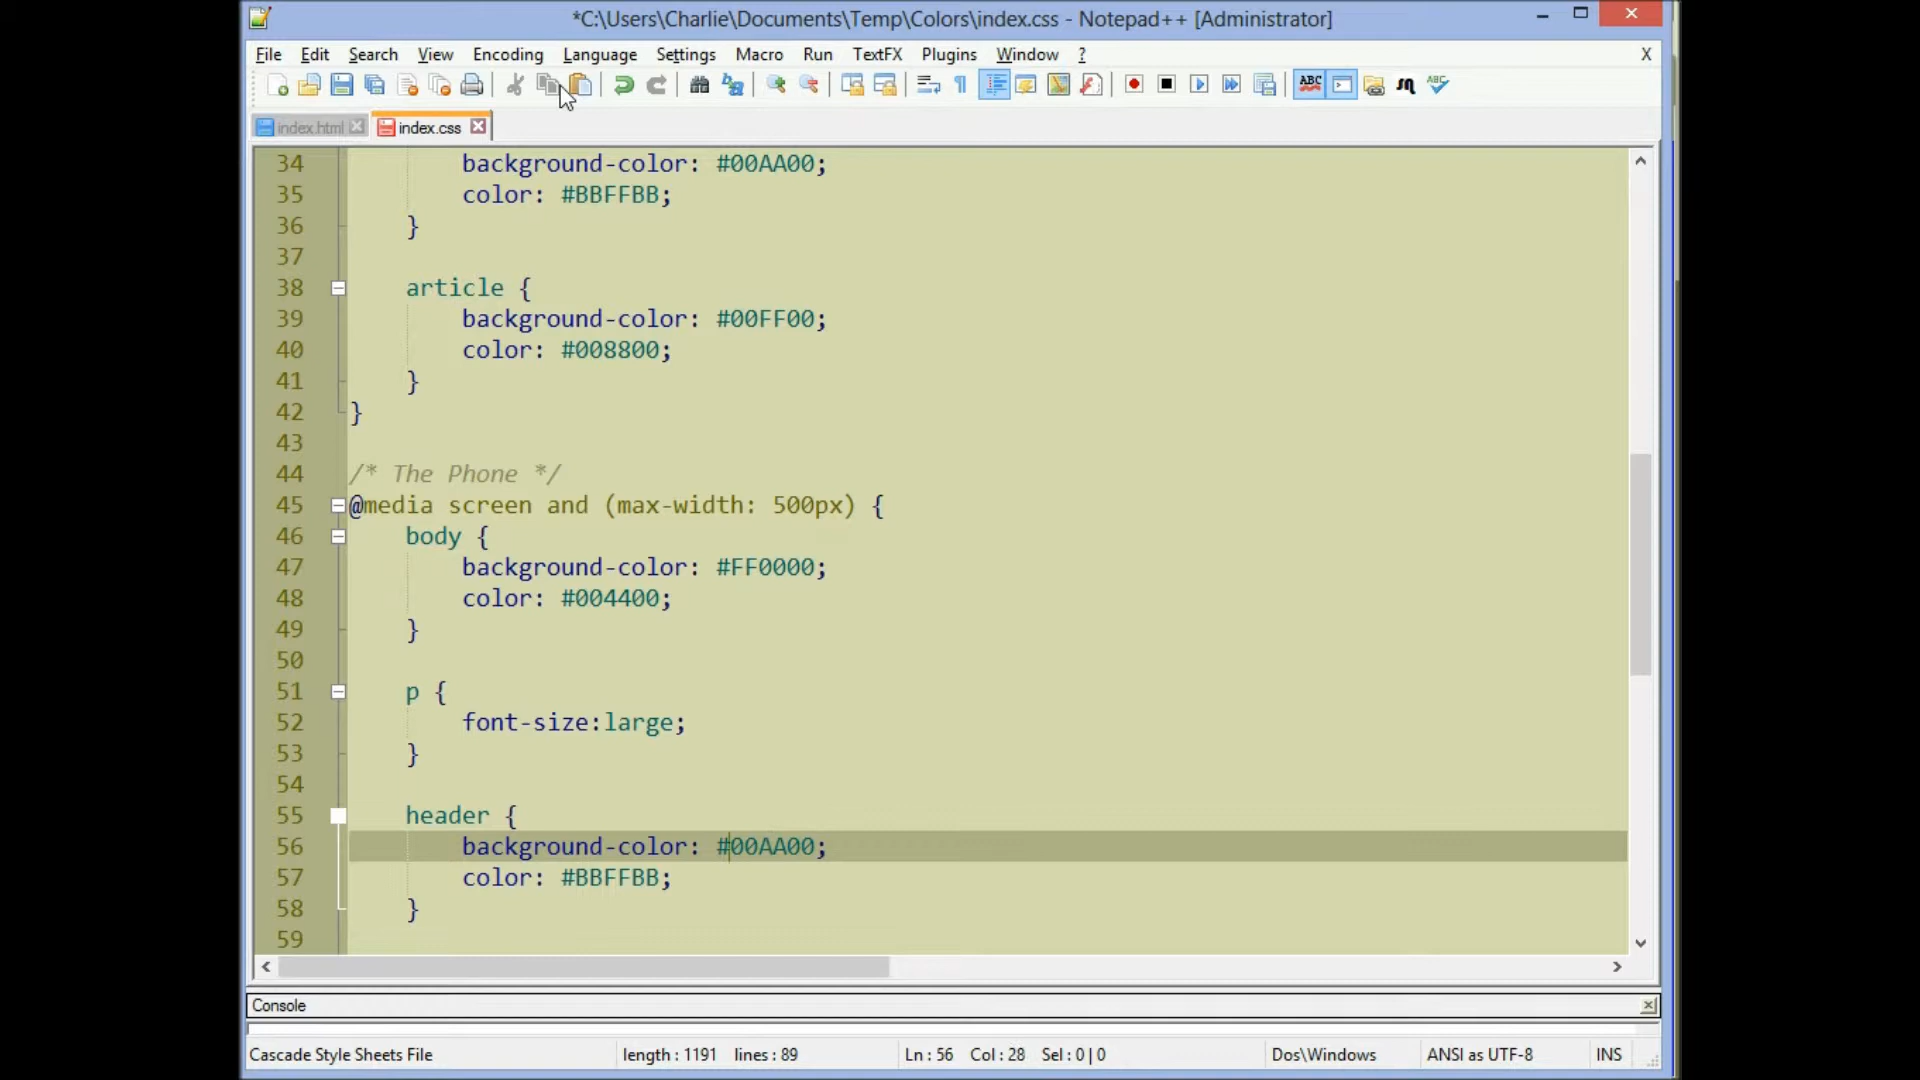 *C:\Users\Charlie\Documents\Temp\Colors\index.css - Notepad++ [Administrator]
File Edit Search View Encoding Language Settings Macro Run TextFX Plugins Window ? X
ABC ABC
index.html index.css
34 background-color: #00AA00;
35 color: #BBFFBB;
36 }
37
38 article {
39 background-color: #00FF00;
40 color: #008800;
41 }
42 }
43
44 /* The Phone */
45 @media screen and (max-width: 500px) {
46 body {
47 background-color: #FF0000;
48 color: #004400;
49 }
50
51 p {
52 font-size:large;
53 }
54
55 header {
56 background-color: #00AA00;
57 color: #BBFFBB;
58 }
59
Console
Cascade Style Sheets File length : 1191 lines : 89 Ln : 56 Col : 28 Sel : 0 | 0 Dos\Windows ANSI as UTF-8 INS